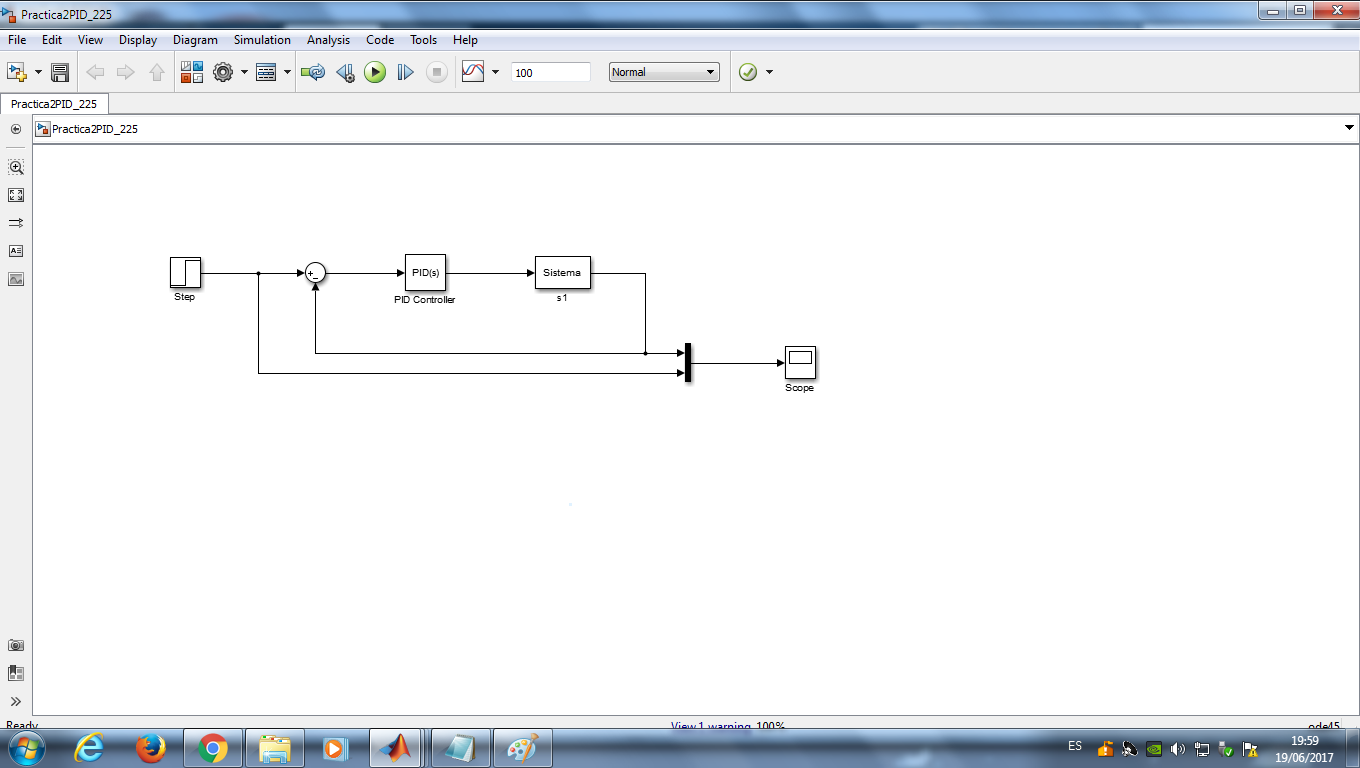 Practica2PID_225
File Edit View Display Diagram Simulation Analysis Code Tools Help
100 Normal
Practica2PID_225
Practica2PID_225
Step
+
_
PID(s)
PID Controller
Sistema
s1
Scope
Ready View 1 warning 100% ode45
ES
19:59
19/06/2017